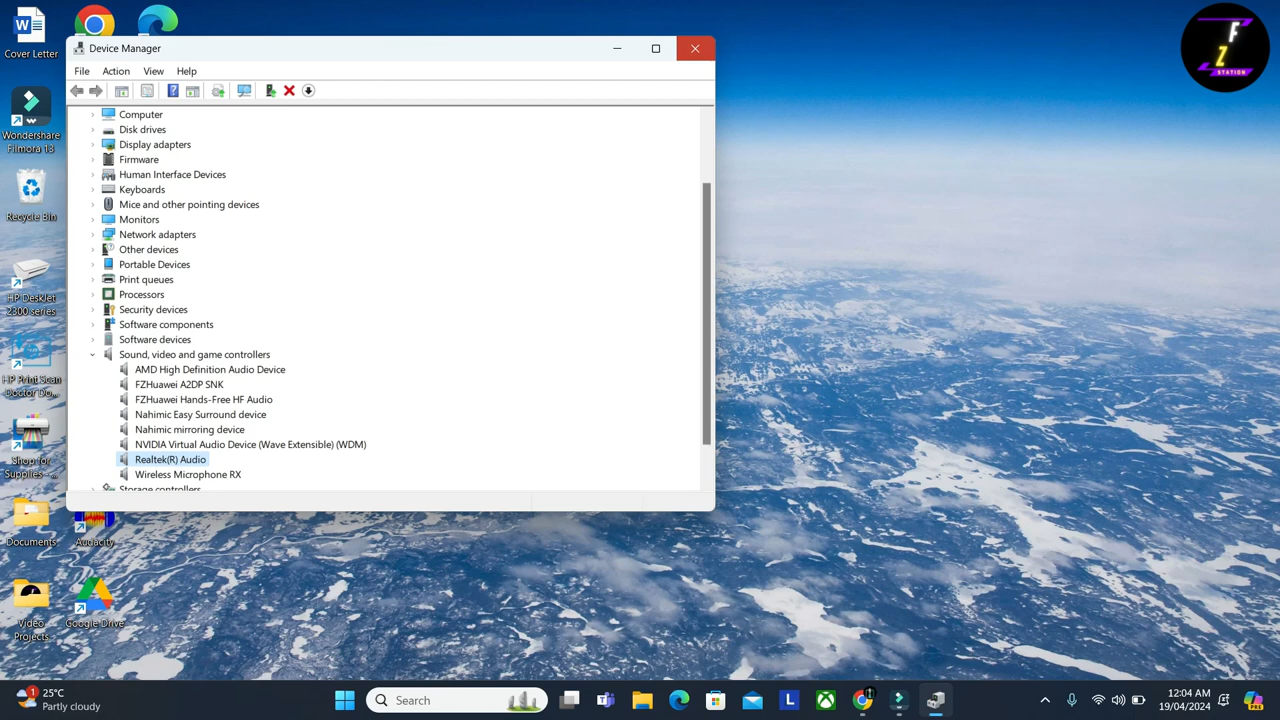 Cover Letter
Wondershare
Filmora 13
Recycle Bin
HP DeskJet
2300 series
HP Print Scan
Doctor Do...
Shop for
Supplies - ...
Documents
Video
Projects
Audacity
Google Drive
Device Manager
File Action View Help
Computer
Disk drives
Display adapters
Firmware
Human Interface Devices
Keyboards
Mice and other pointing devices
Monitors
Network adapters
Other devices
Portable Devices
Print queues
Processors
Security devices
Software components
Software devices
Sound, video and game controllers
AMD High Definition Audio Device
FZHuawei A2DP SNK
FZHuawei Hands-Free HF Audio
Nahimic Easy Surround device
Nahimic mirroring device
NVIDIA Virtual Audio Device (Wave Extensible) (WDM)
Realtek(R) Audio
Wireless Microphone RX
Storage controllers
F
Z
STATION
1
25°C
Partly cloudy
Search
L
12:04 AM
19/04/2024